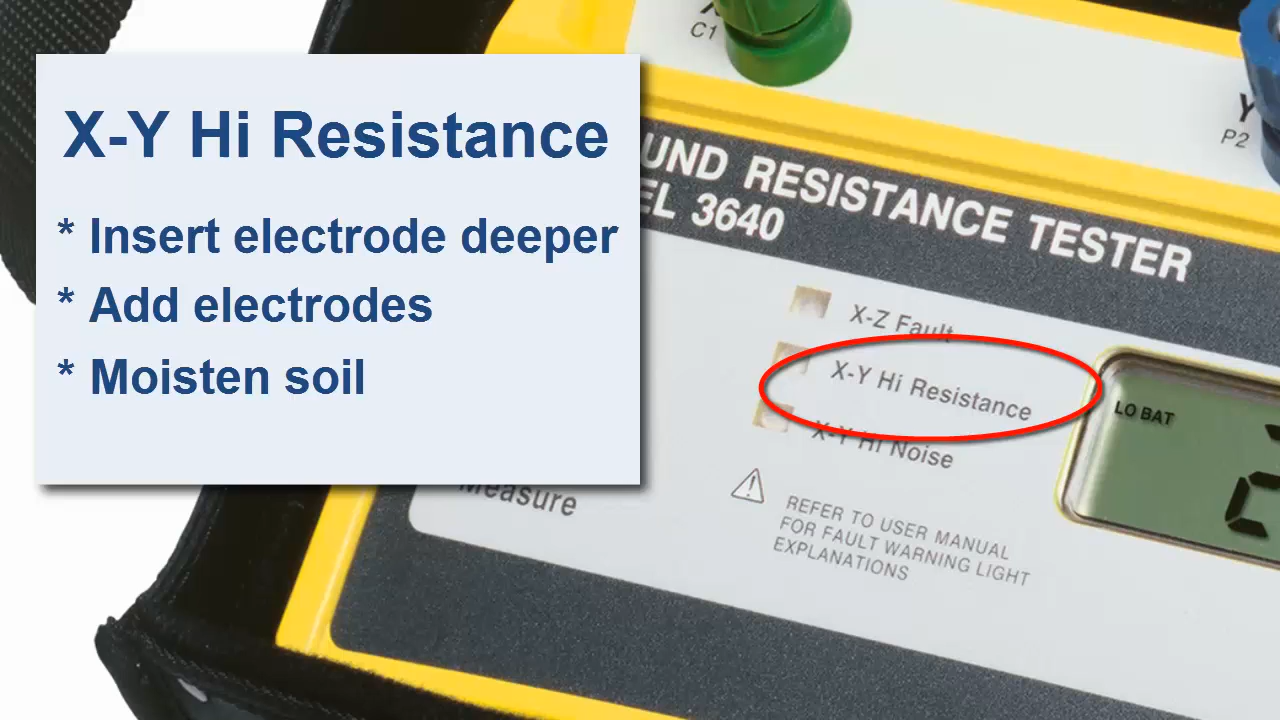 X-Y Hi Resistance
* Insert electrode deeper
* Add electrodes
* Moisten soil
C1
Y
P2
UND RESISTANCE TESTER
EL 3640
X-Z Fault
X-Y Hi Resistance
X-Y Hi Noise
LO BAT
REFER TO USER MANUAL
FOR FAULT WARNING LIGHT
EXPLANATIONS
Measure